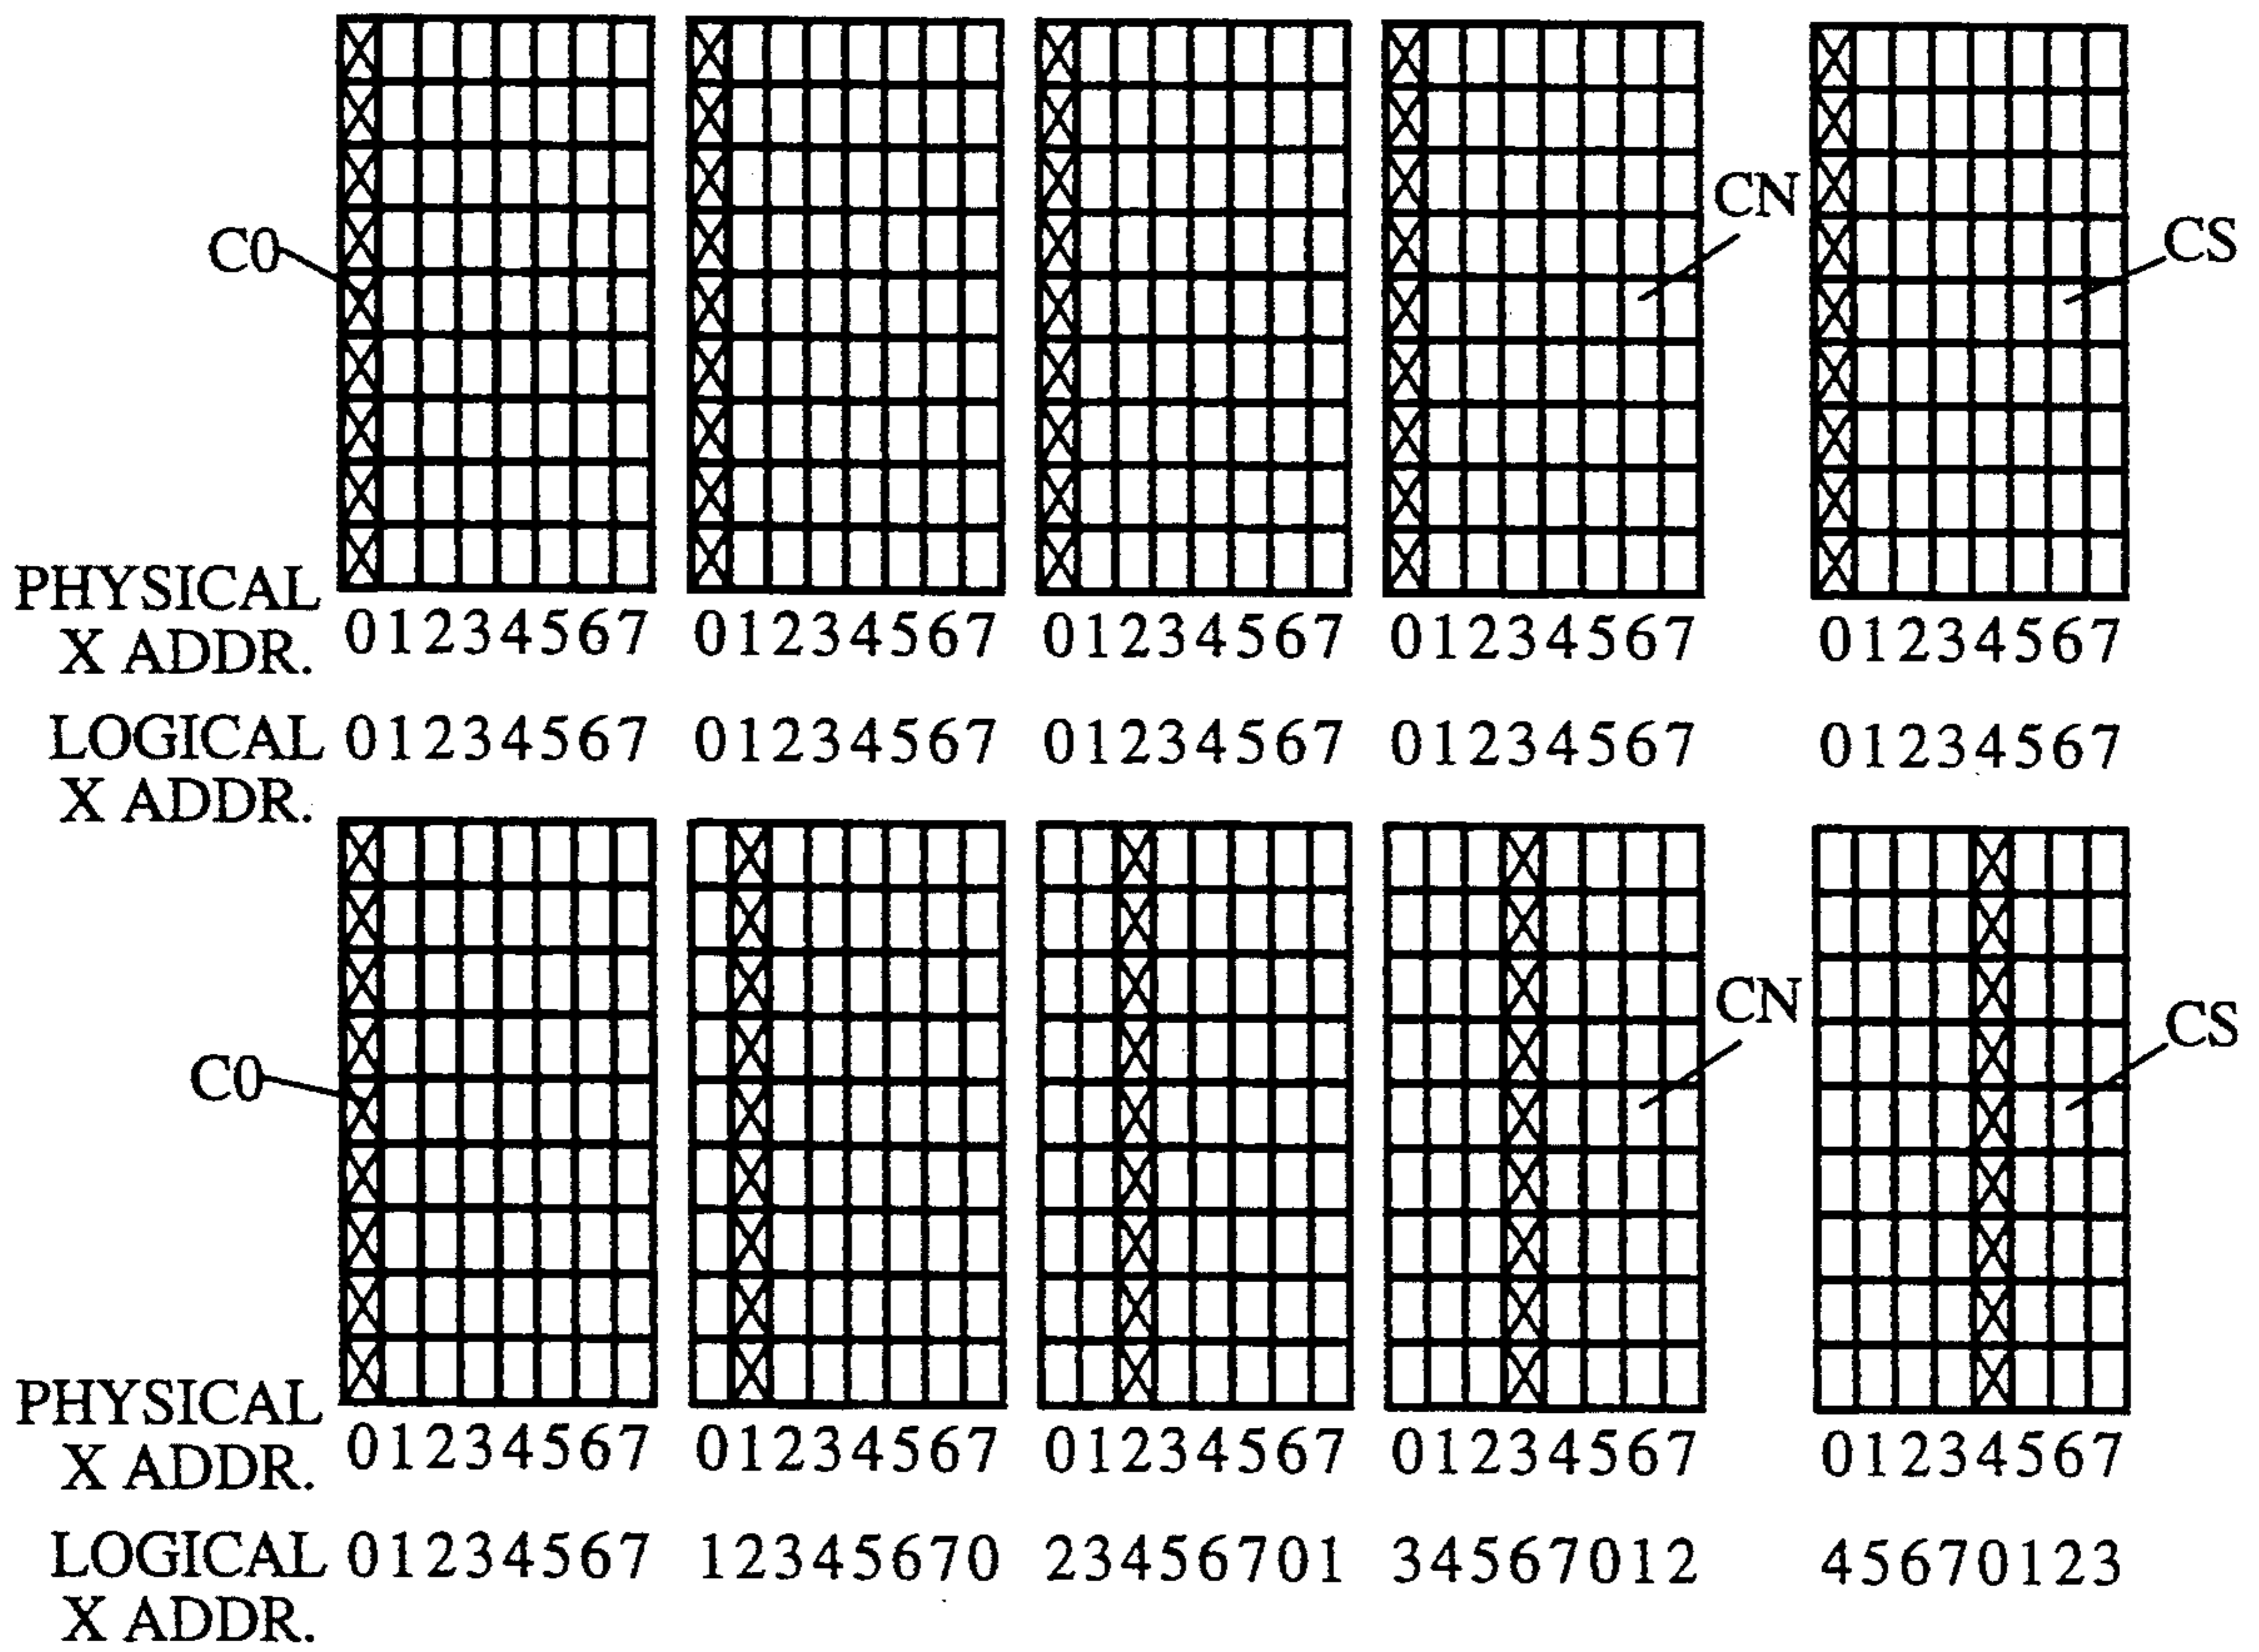 CN
C0
CS
PHYSICAL
X ADDR. 01234567 01234567 01234567 01234567 01234567
LOGICAL 01234567 01234567 01234567 01234567 01234567
X ADDR.
CN
C0
CS
PHYSICAL
X ADDR. 01234567 01234567 01234567 01234567 01234567
LOGICAL 01234567 12345670 23456701 34567012 45670123
X ADDR.